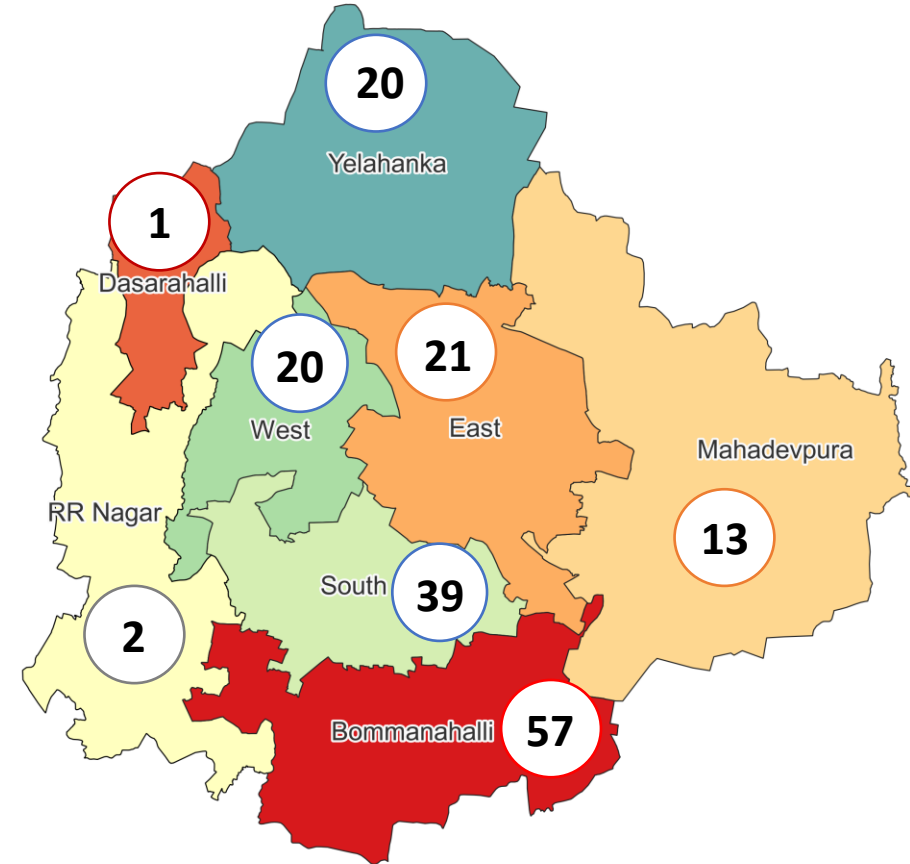 20
Yelahanka
1
Dasarahalli
20
West
21
East
Mahadevpura
13
RR Nagar
South
39
2
Bommanahalli
57